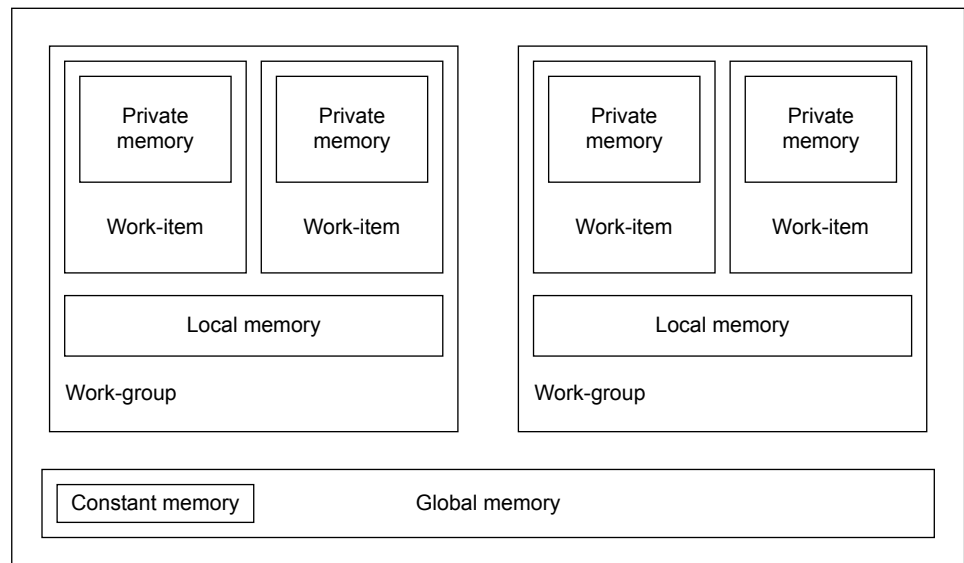 Private
memory
Private
memory
Private
memory
Private
memory
Work-item
Work-item
Work-item
Work-item
Local memory
Local memory
Work-group
Work-group
Constant memory
Global memory